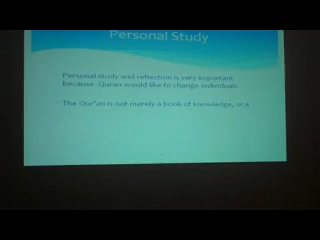 Personal Study
Personal study and reflection is very important
because Quran would like to change individuals
The Qur'an is not merely a book of knowledge, or a